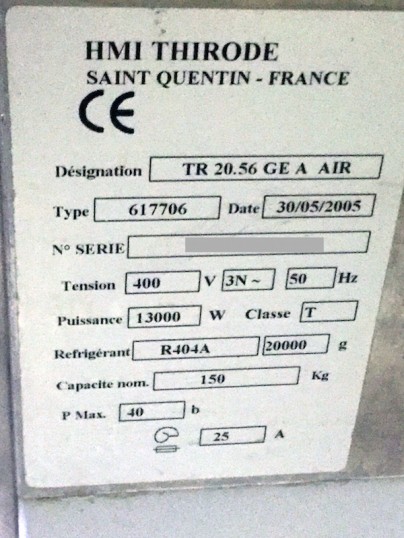 HMI THIRODE
SAINT QUENTIN - FRANCE
CE
Désignation TR 20.56 GE A AIR
Type 617706 Date 30/05/2005
N° SERIE
Tension 400 V 3N ~ 50 Hz
Puissance 13000 W Classe T
Refrigérant R404A 20000 g
Capacite nom. 150 Kg
P Max. 40 b
25 A